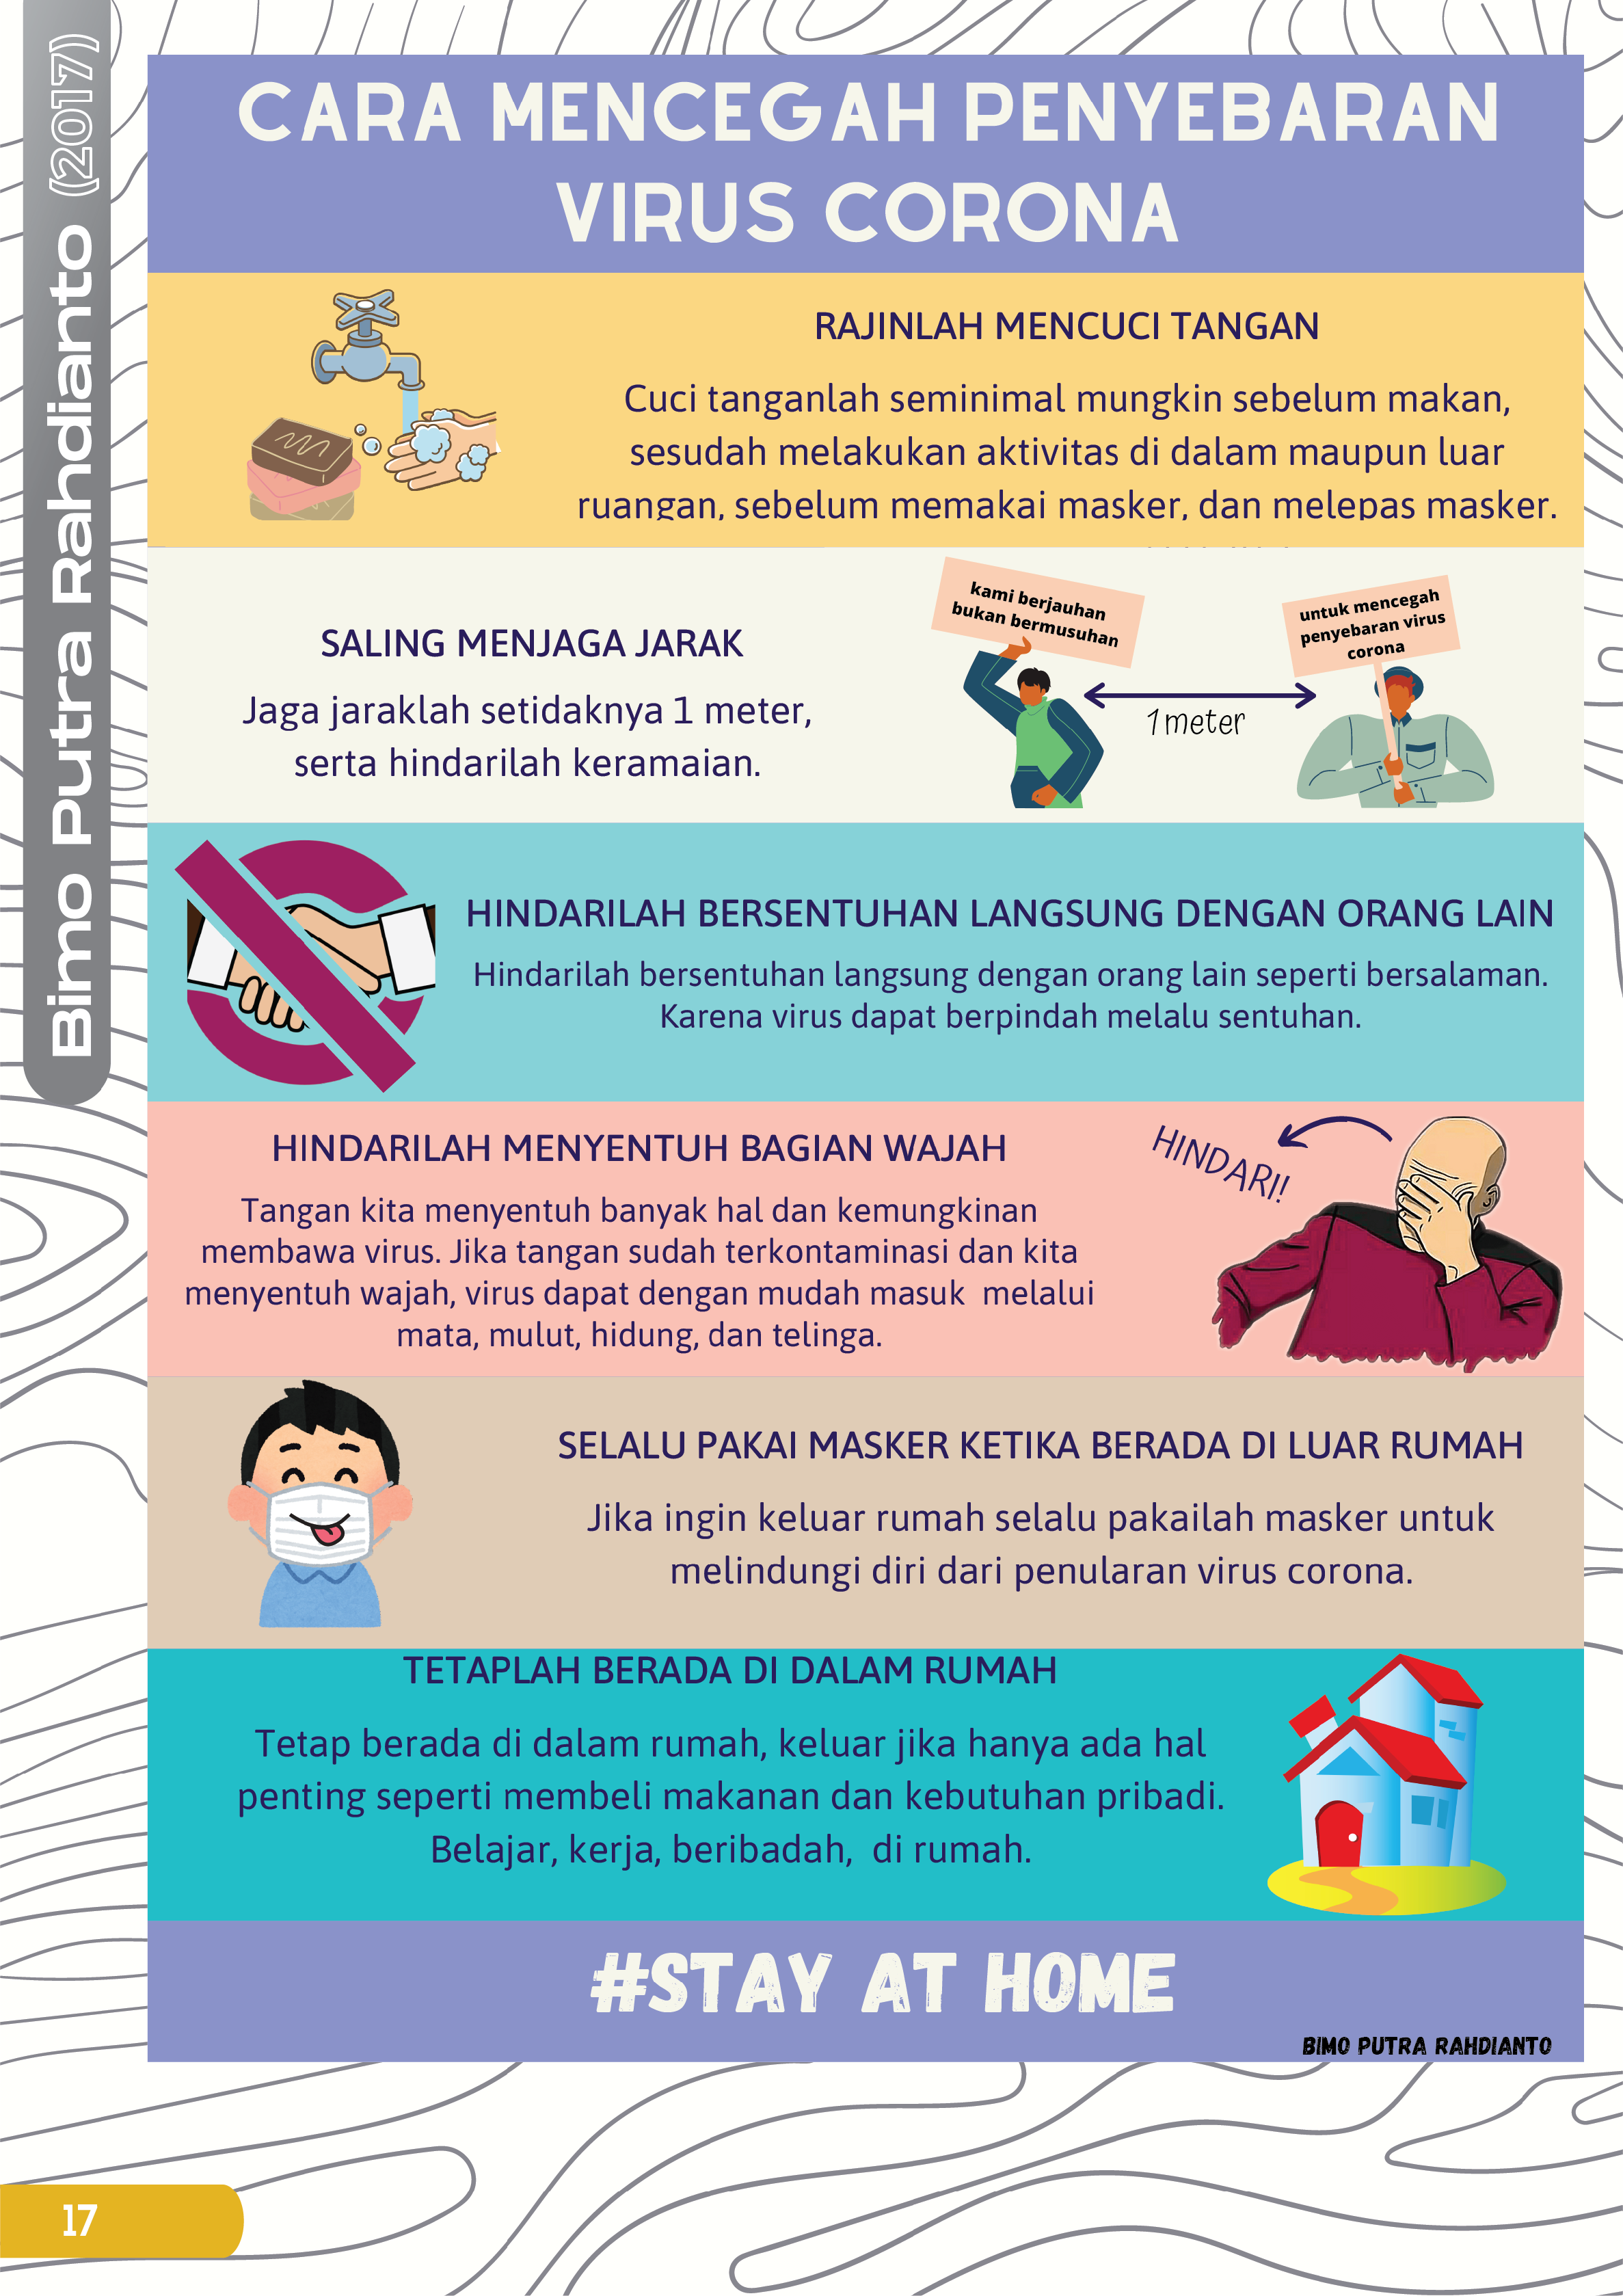 Bimo Putra Rahdianto (2017)
CARA MENCEGAH PENYEBARAN
VIRUS CORONA
RAJINLAH MENCUCI TANGAN
Cuci tanganlah seminimal mungkin sebelum makan,
sesudah melakukan aktivitas di dalam maupun luar
ruangan, sebelum memakai masker, dan melepas masker.
SALING MENJAGA JARAK
Jaga jaraklah setidaknya 1 meter,
serta hindarilah keramaian.
kami berjauhan
bukan bermusuhan
untuk mencegah
penyebaran virus
corona
1 meter
HINDARILAH BERSENTUHAN LANGSUNG DENGAN ORANG LAIN
Hindarilah bersentuhan langsung dengan orang lain seperti bersalaman.
Karena virus dapat berpindah melalu sentuhan.
HINDARILAH MENYENTUH BAGIAN WAJAH
Tangan kita menyentuh banyak hal dan kemungkinan
membawa virus. Jika tangan sudah terkontaminasi dan kita
menyentuh wajah, virus dapat dengan mudah masuk  melalui
mata, mulut, hidung, dan telinga.
HINDARI!
SELALU PAKAI MASKER KETIKA BERADA DI LUAR RUMAH
Jika ingin keluar rumah selalu pakailah masker untuk
melindungi diri dari penularan virus corona.
TETAPLAH BERADA DI DALAM RUMAH
Tetap berada di dalam rumah, keluar jika hanya ada hal
penting seperti membeli makanan dan kebutuhan pribadi.
Belajar, kerja, beribadah,  di rumah.
#STAY AT HOME
BIMO PUTRA RAHDIANTO
17